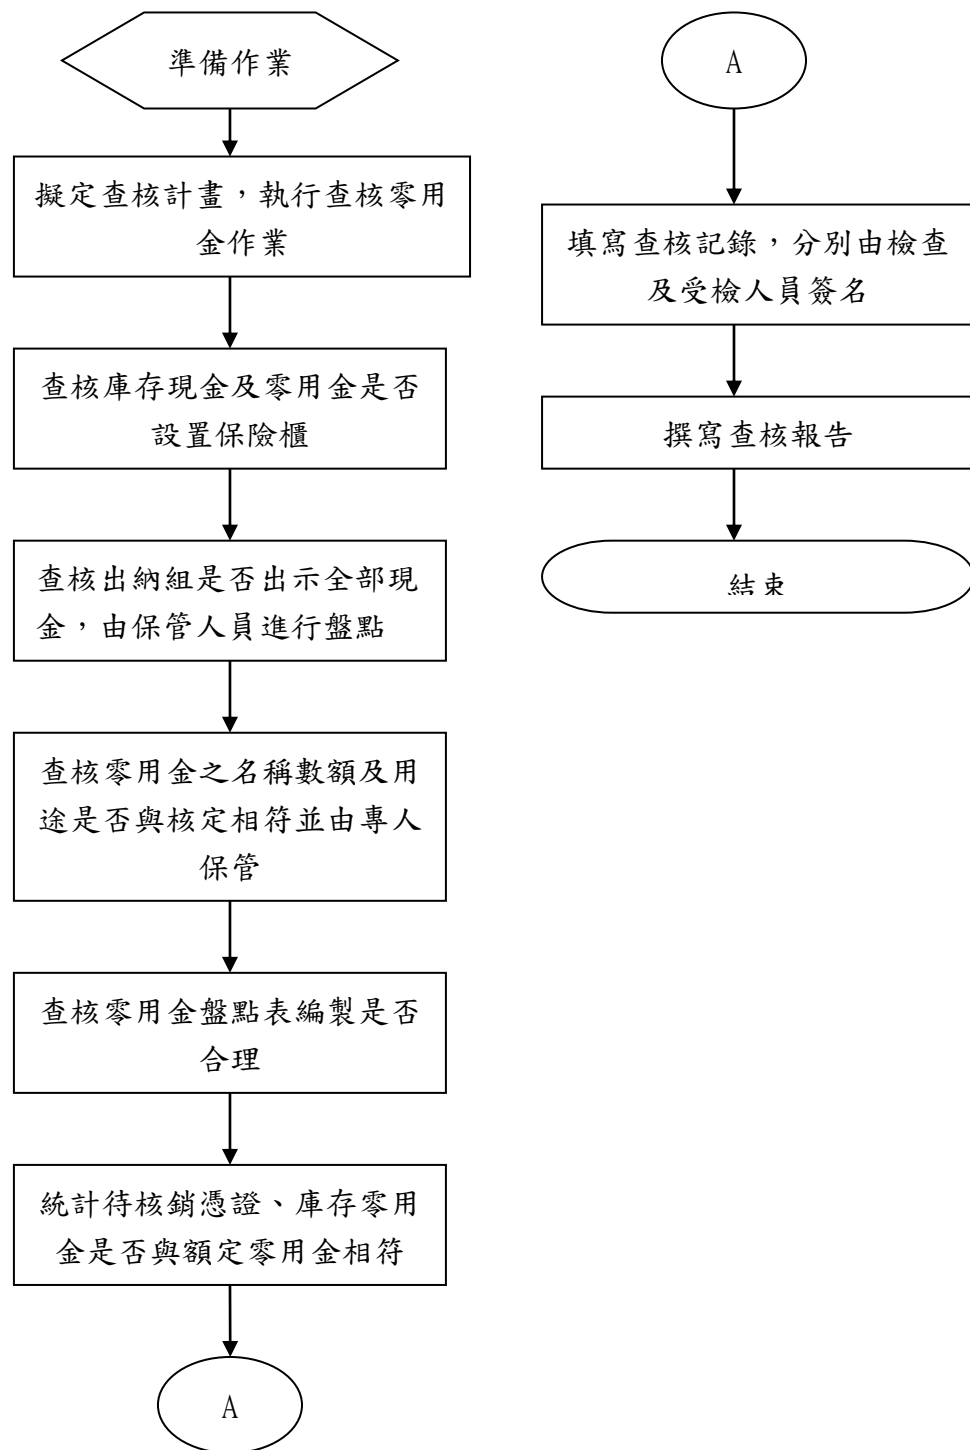 準備作業
擬定查核計畫，執行查核零用
金作業
查核庫存現金及零用金是否
設置保險櫃
查核出納組是否出示全部現
金，由保管人員進行盤點
查核零用金之名稱數額及用
途是否與核定相符並由專人
保管
查核零用金盤點表編製是否
合理
統計待核銷憑證、庫存零用
金是否與額定零用金相符
A
A
填寫查核記錄，分別由檢查
及受檢人員簽名
撰寫查核報告
結束